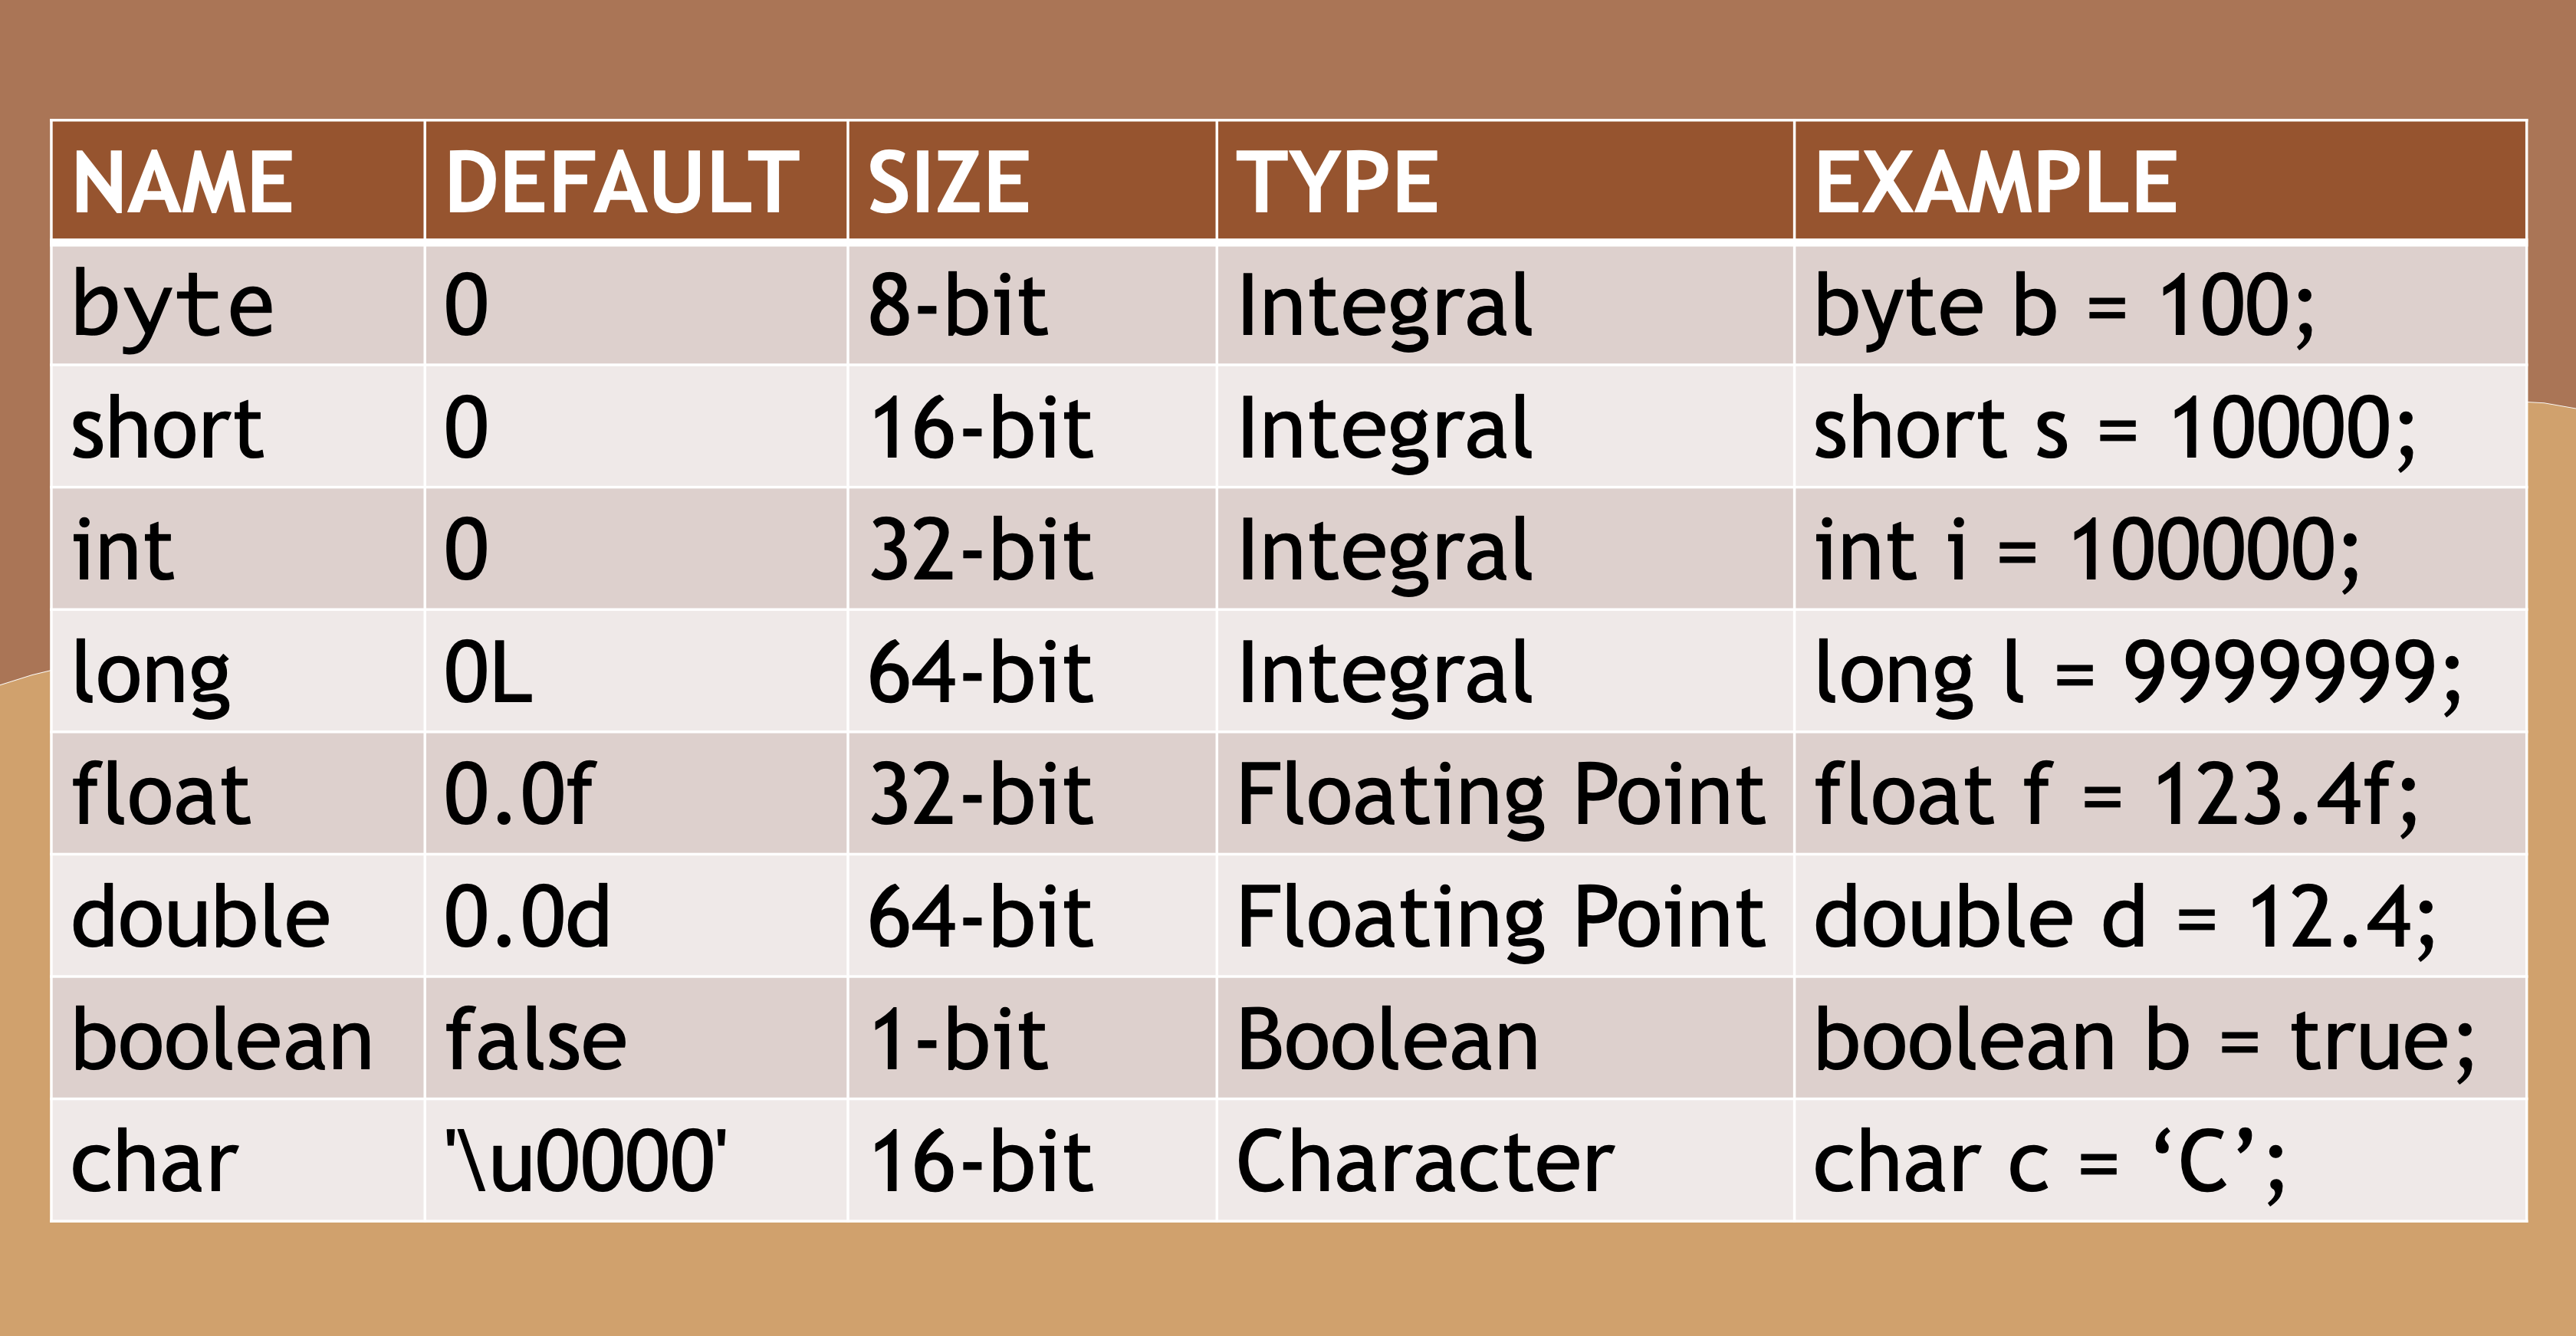 NAME DEFAULT SIZE TYPE EXAMPLE
byte 0 8-bit Integral byte b = 100;
short 0 16-bit Integral short s = 10000;
int 0 32-bit Integral int i = 100000;
long 0L 64-bit Integral long l = 9999999;
float 0.0f 32-bit Floating Point float f = 123.4f;
double 0.0d 64-bit Floating Point double d = 12.4;
boolean false 1-bit Boolean boolean b = true;
char '\u0000' 16-bit Character char c = ‘C’;